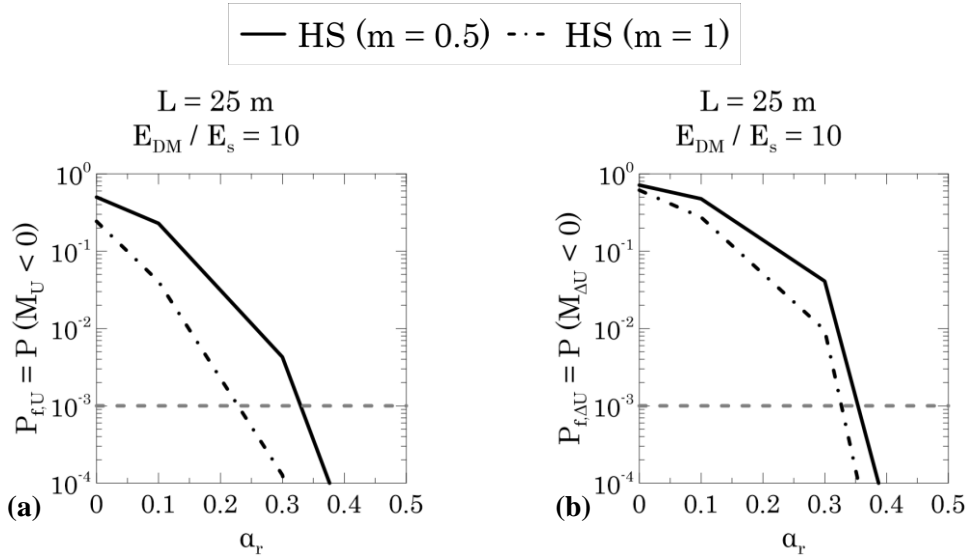 HS (m = 0.5) HS (m = 1)
L = 25 m
E_DM / E_s = 10
10^0
10^-1
10^-2
10^-3
10^-4
P_f,U = P (M_U < 0)
0 0.1 0.2 0.3 0.4 0.5
α_r
(a)
L = 25 m
E_DM / E_s = 10
10^0
10^-1
10^-2
10^-3
10^-4
P_f,ΔU = P (M_ΔU < 0)
0 0.1 0.2 0.3 0.4 0.5
α_r
(b)